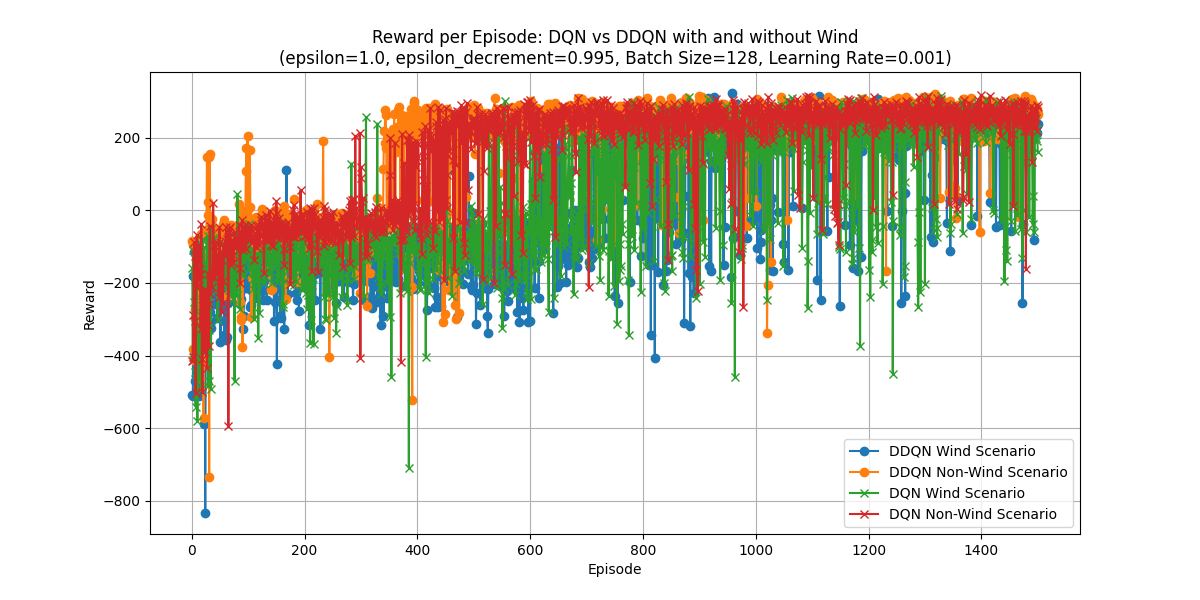 Reward per Episode: DQN vs DDQN with and without Wind
(epsilon=1.0, epsilon_decrement=0.995, Batch Size=128, Learning Rate=0.001)
Reward
200
0
−200
−400
−600
−800
0 200 400 600 800 1000 1200 1400
Episode
DDQN Wind Scenario
DDQN Non-Wind Scenario
DQN Wind Scenario
DQN Non-Wind Scenario